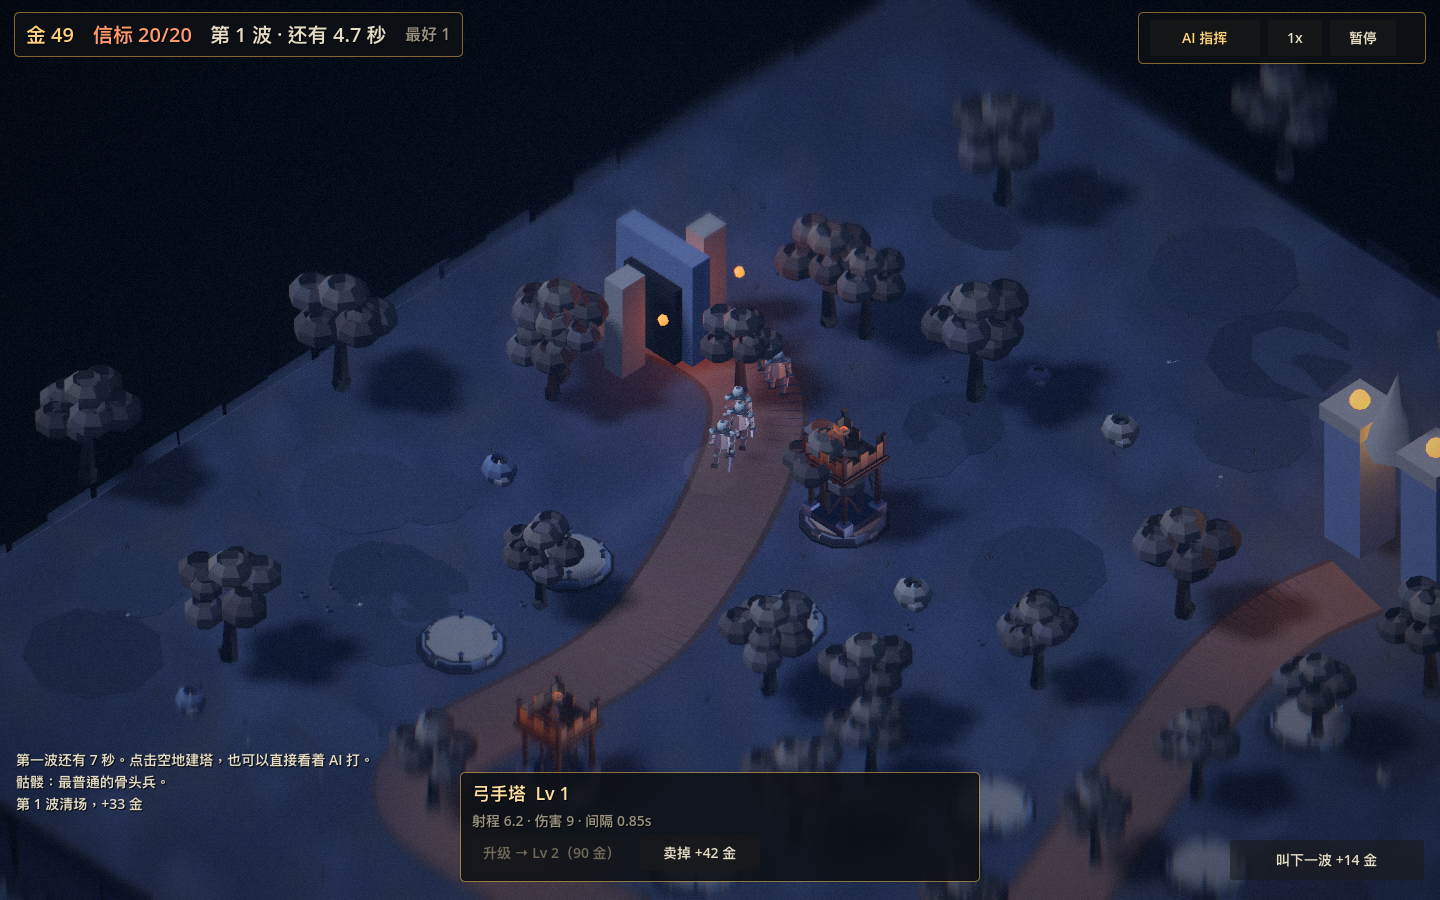 金 49 信标 20/20 第 1 波 · 还有 4.7 秒 最好 1
AI 指挥 1x 暂停
第一波还有 7 秒。点击空地建塔，也可以直接看着 AI 打。
骷髅：最普通的骨头兵。
第 1 波清场，+33 金
弓手塔 Lv 1
射程 6.2 · 伤害 9 · 间隔 0.85s
升级 → Lv 2（90 金） 卖掉 +42 金
叫下一波 +14 金